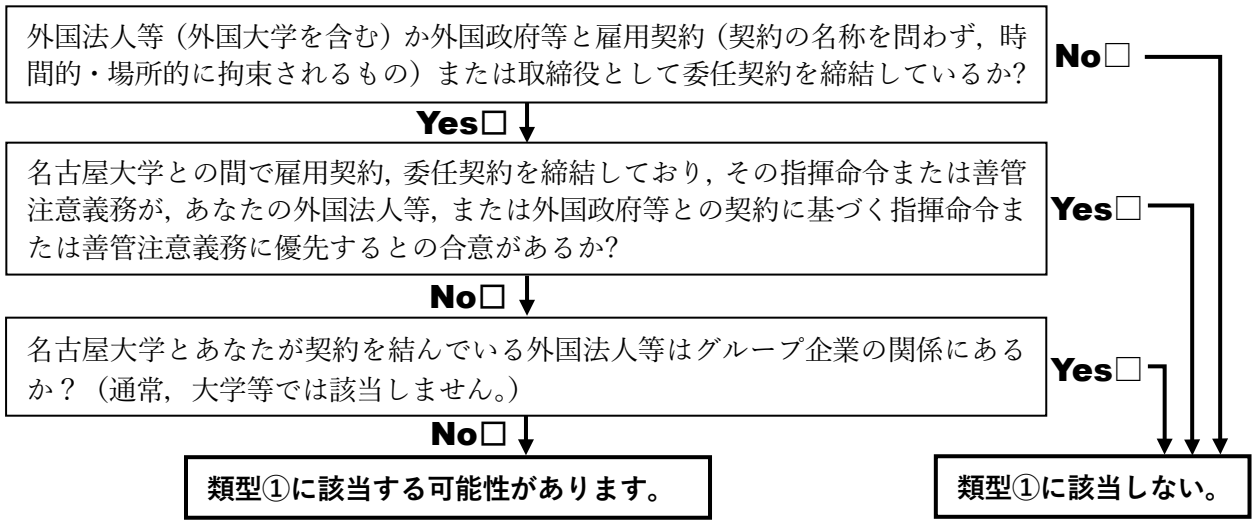 外国法人等（外国大学を含む）か外国政府等と雇用契約（契約の名称を問わず，時
間的・場所的に拘束されるもの）または取締役として委任契約を締結しているか？
No□
Yes□
名古屋大学との間で雇用契約，委任契約を締結しており，その指揮命令または善管
注意義務が，あなたの外国法人等，または外国政府等との契約に基づく指揮命令ま
たは善管注意義務に優先するとの合意があるか？
Yes□
No□
名古屋大学とあなたが契約を結んでいる外国法人等はグループ企業の関係にある
か？（通常，大学等では該当しません。）
Yes□
No□
類型①に該当する可能性があります。
類型①に該当しない。